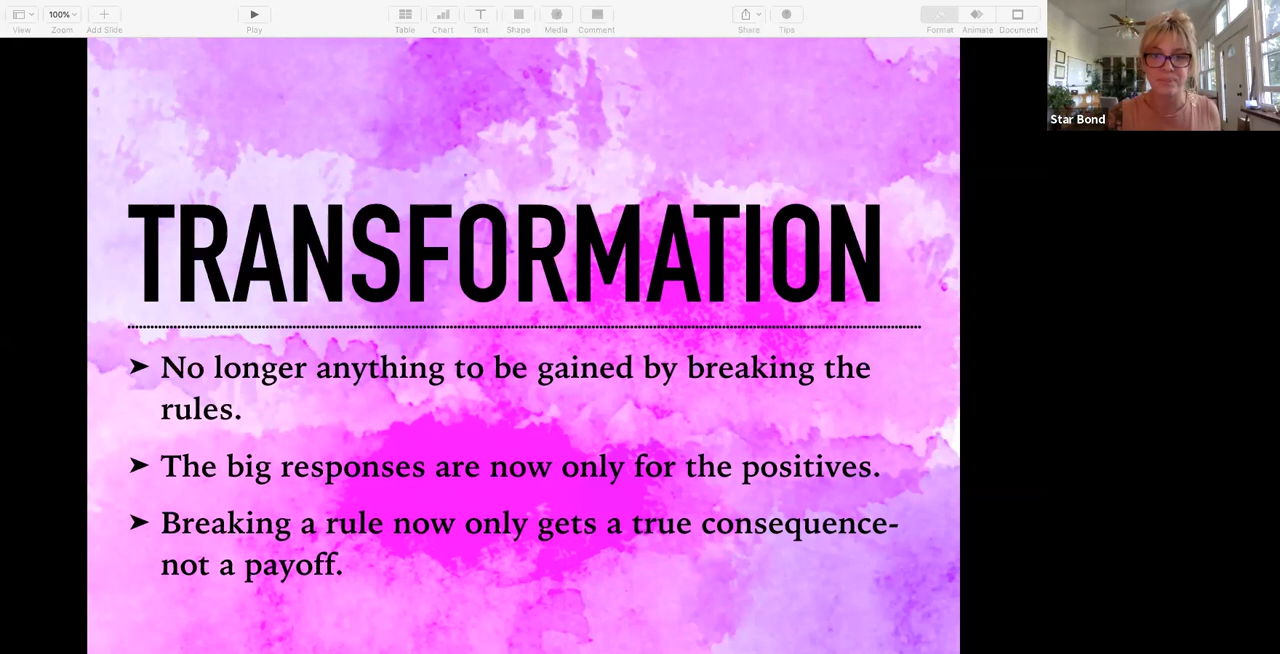 100%
View
Zoom
Add Slide
Play
Table
Chart
Text
Shape
Media
Comment
Share
Tips
Format
Animate
Document
Star Bond
TRANSFORMATION
➤ No longer anything to be gained by breaking the
rules.
➤ The big responses are now only for the positives.
➤ Breaking a rule now only gets a true consequence-
not a payoff.